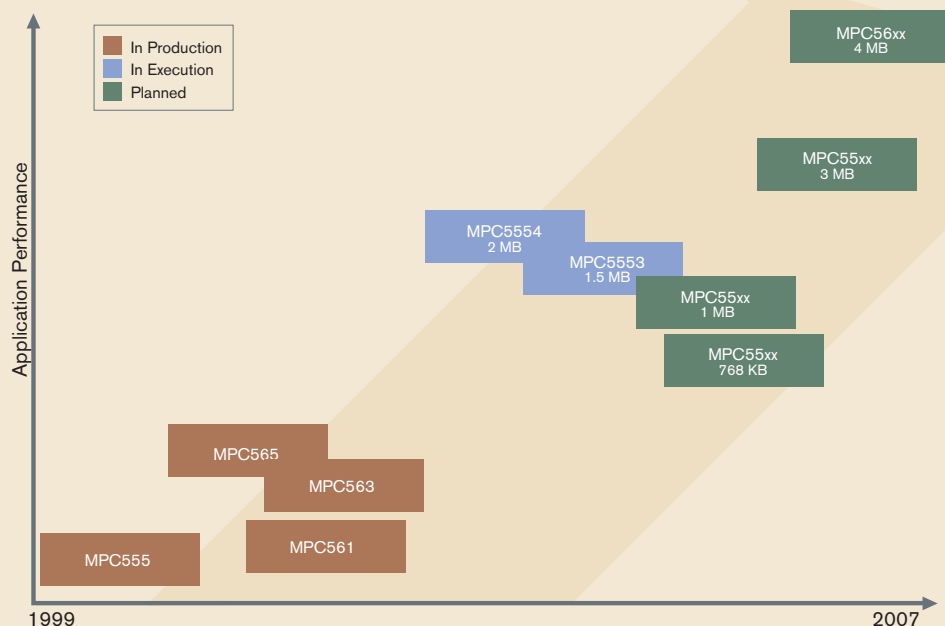 In Production
In Execution
Planned
Application Performance
MPC56xx
4 MB
MPC55xx
3 MB
MPC5554
2 MB
MPC5553
1.5 MB
MPC55xx
1 MB
MPC55xx
768 KB
MPC565
MPC563
MPC561
MPC555
1999
2007